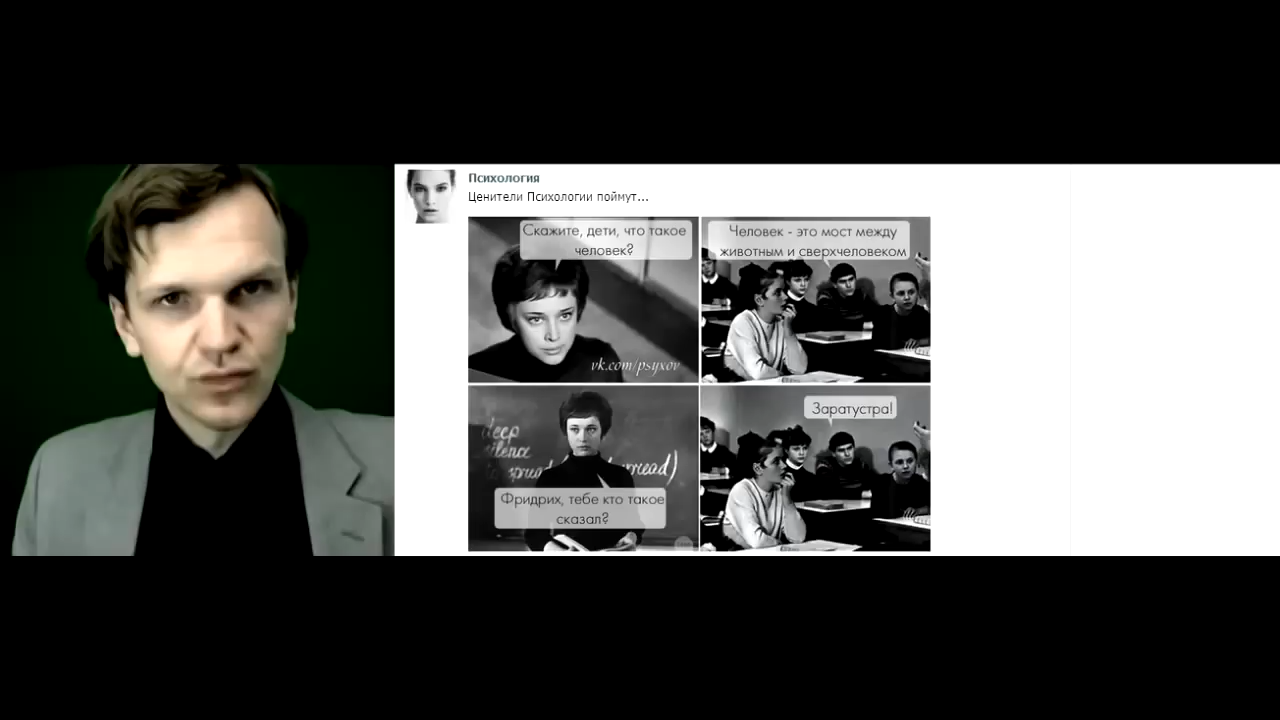 Психология
Ценители Психологии поймут...
Скажите, дети, что такое
человек?
vk.com/psyxov
Человек - это мост между
животным и сверхчеловеком
deep
Фридрих, тебе кто такое
сказал?
Заратустра!